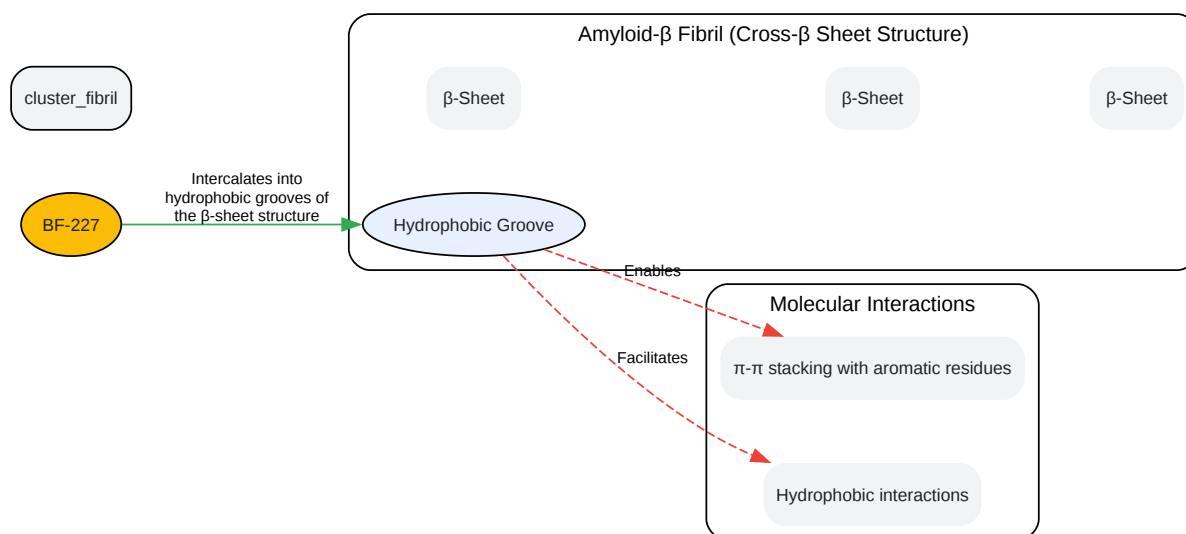 Amyloid-β Fibril (Cross-β Sheet Structure)
cluster_fibril
β-Sheet
β-Sheet
β-Sheet
Intercalates into
hydrophobic grooves of
the β-sheet structure
BF-227
Hydrophobic Groove
Enables
Molecular Interactions
Facilitates
π-π stacking with aromatic residues
Hydrophobic interactions